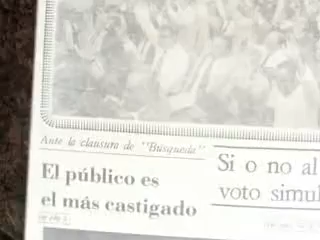 Ante la clausura de "Búsqueda"
El público es
el más castigado
Si o no al
voto simul